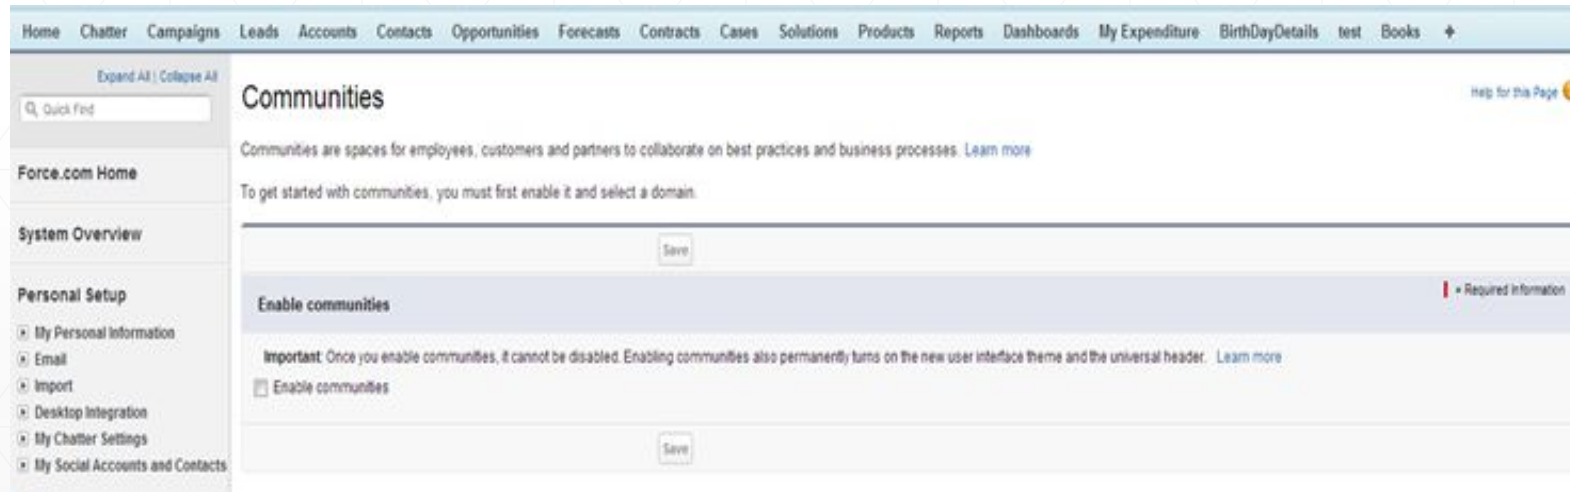 Home Chatter Campaigns Leads Accounts Contacts Opportunities Forecasts Contracts Cases Solutions Products Reports Dashboards My Expenditure BirthDayDetails test Books +
Expand All | Collapse All
Quick Find
Force.com Home
System Overview
Personal Setup
My Personal Information
Email
Import
Desktop Integration
My Chatter Settings
My Social Accounts and Contacts
Communities
Help for this Page
Communities are spaces for employees, customers and partners to collaborate on best practices and business processes. Learn more
To get started with communities, you must first enable it and select a domain.
Save
Enable communities
= Required Information
Important: Once you enable communities, it cannot be disabled. Enabling communities also permanently turns on the new user interface theme and the universal header. Learn more
Enable communities
Save